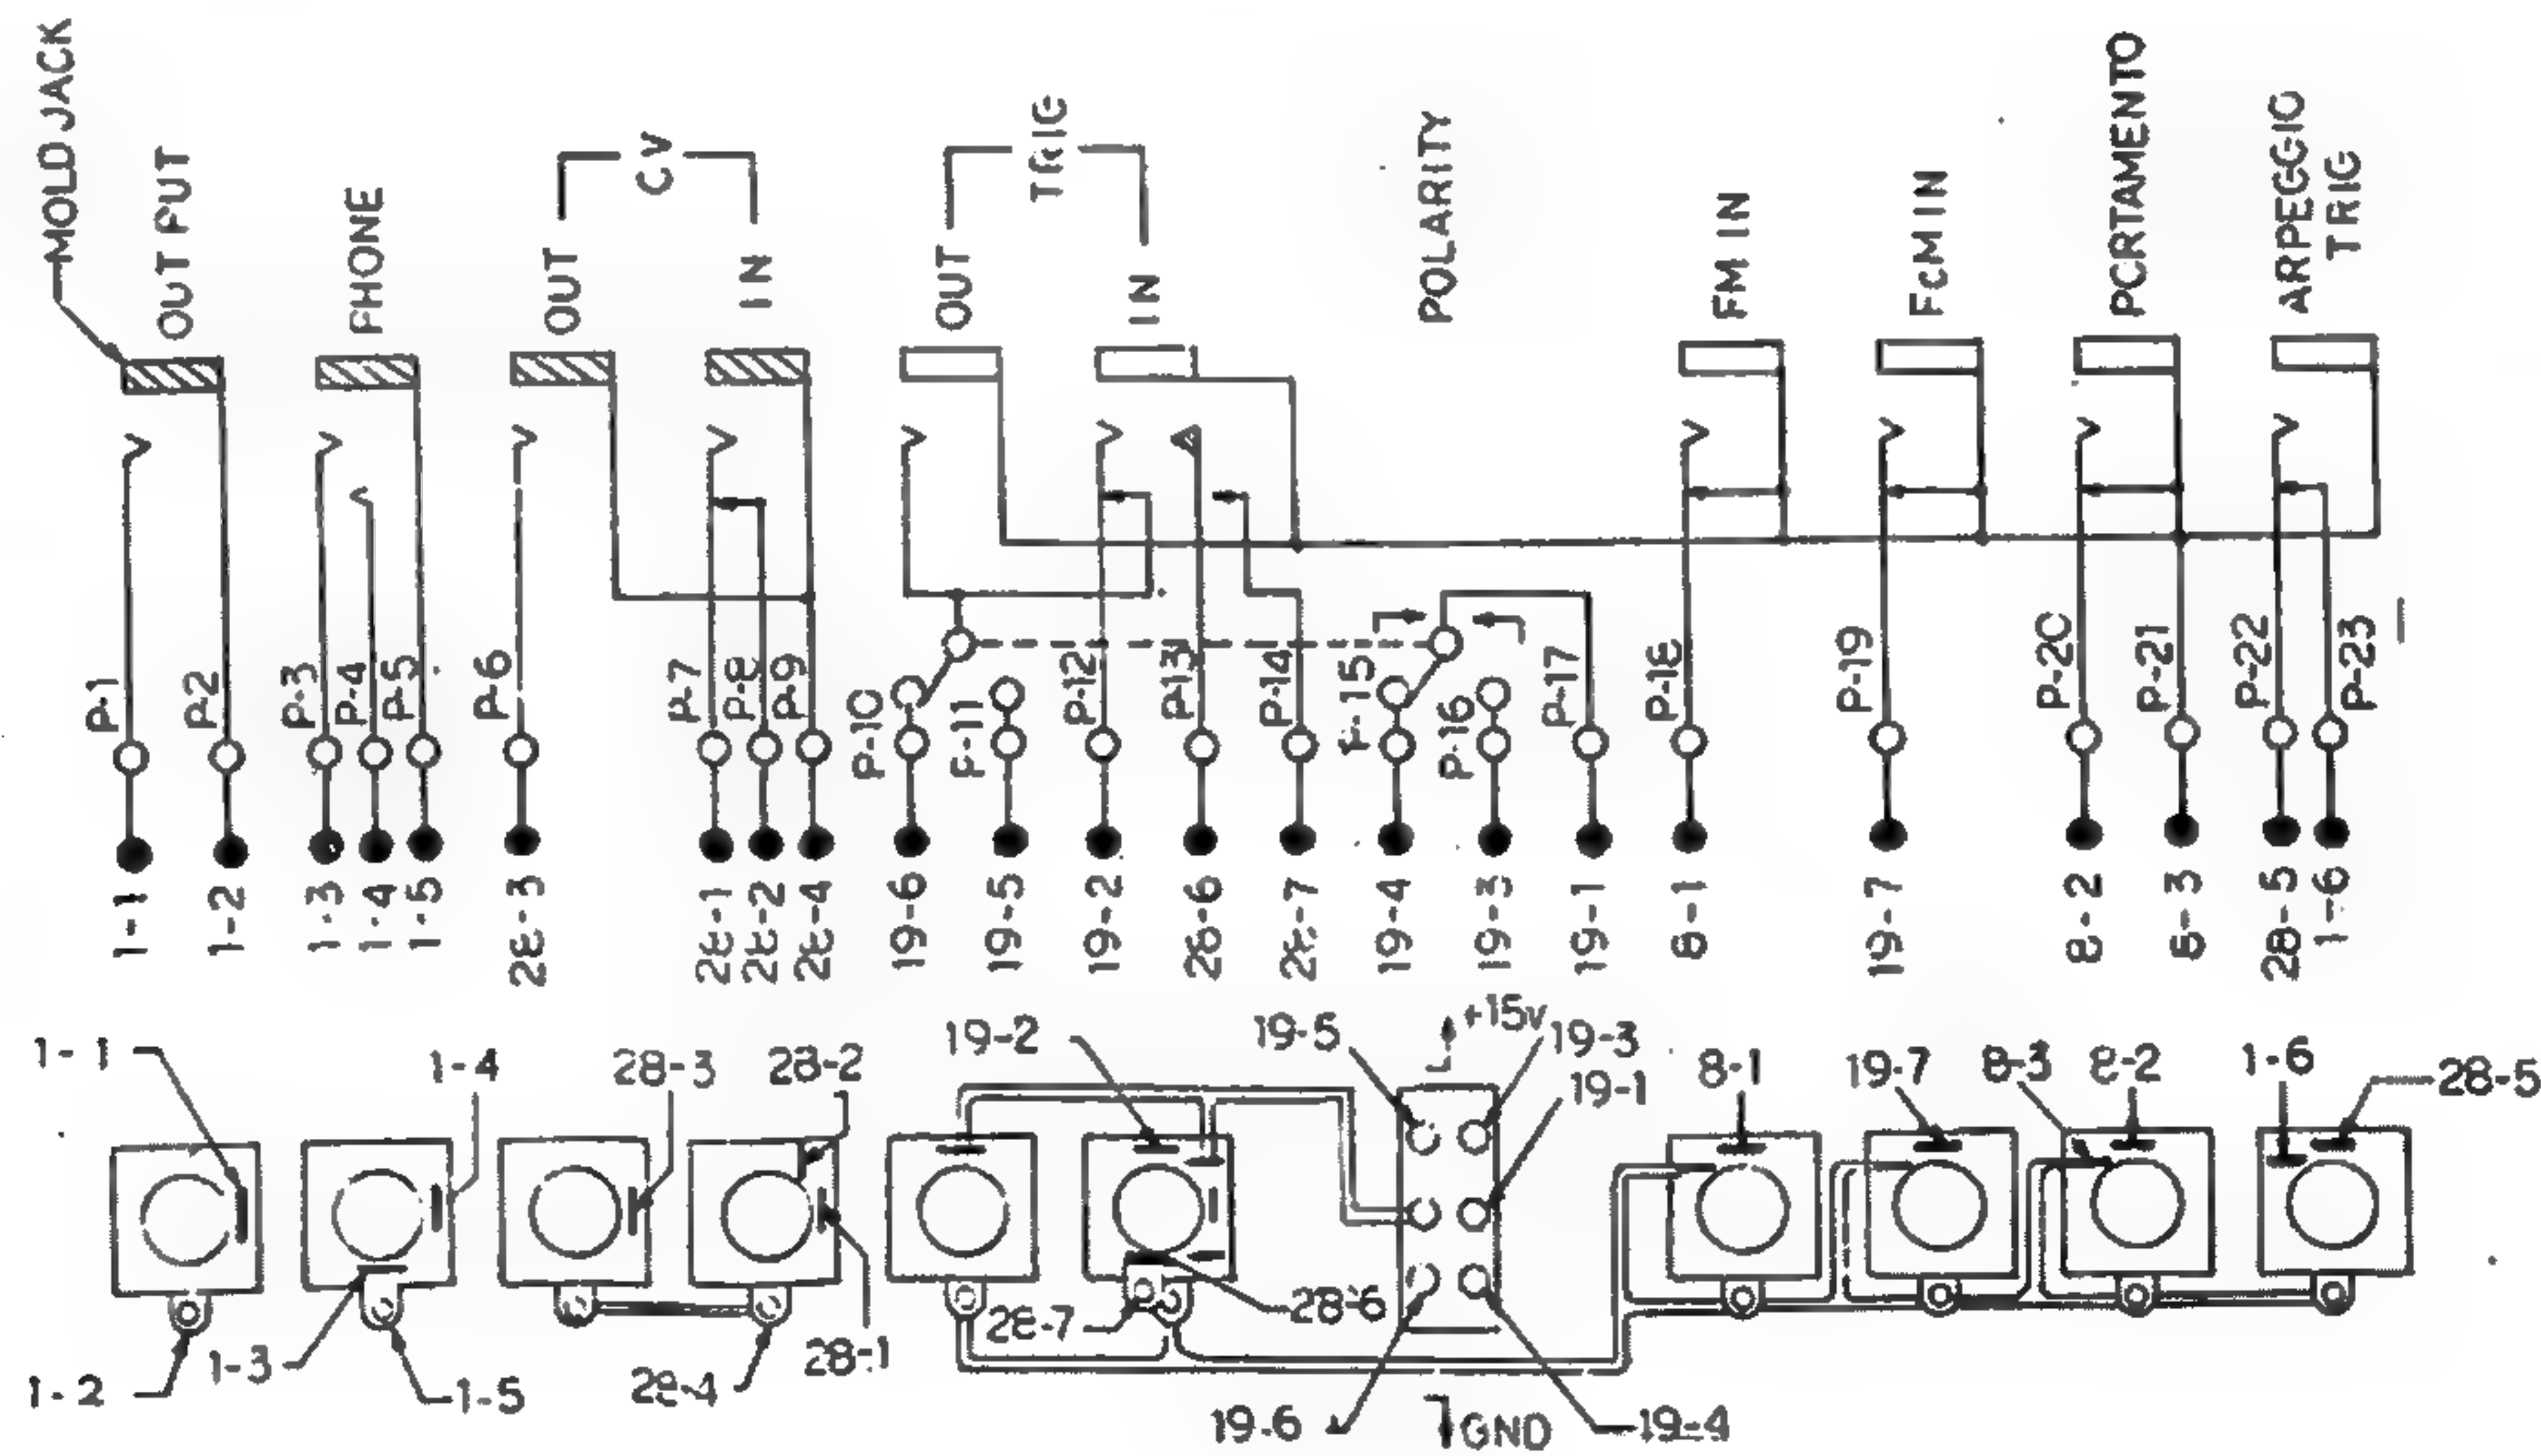 MOLD JACK
OUTPUT
PHONE
CV
OUT
IN
TRIG
OUT
IN
POLARITY
FM IN
FcM IN
PORTAMENTO
ARPEGGIO
TRIG
P-1
P-2
P-3
P-4
P-5
P-6
P-7
P-8
P-9
P-10
P-11
P-12
P-13
P-14
P-15
P-16
P-17
P-18
P-19
P-20
P-21
P-22
P-23
1-1
1-2
1-3
1-4
1-5
28-3
28-1
28-2
28-4
19-6
19-5
19-2
28-6
28-7
19-4
19-3
19-1
8-1
19-7
8-2
8-3
28-5
1-6
1-1
1-4
28-3
28-2
19-2
19-5
+15v
19-3
19-1
8-1
19-7
8-3
8-2
1-6
28-5
1-2
1-3
1-5
28-4
28-1
28-7
28-6
19-6
GND
19-4